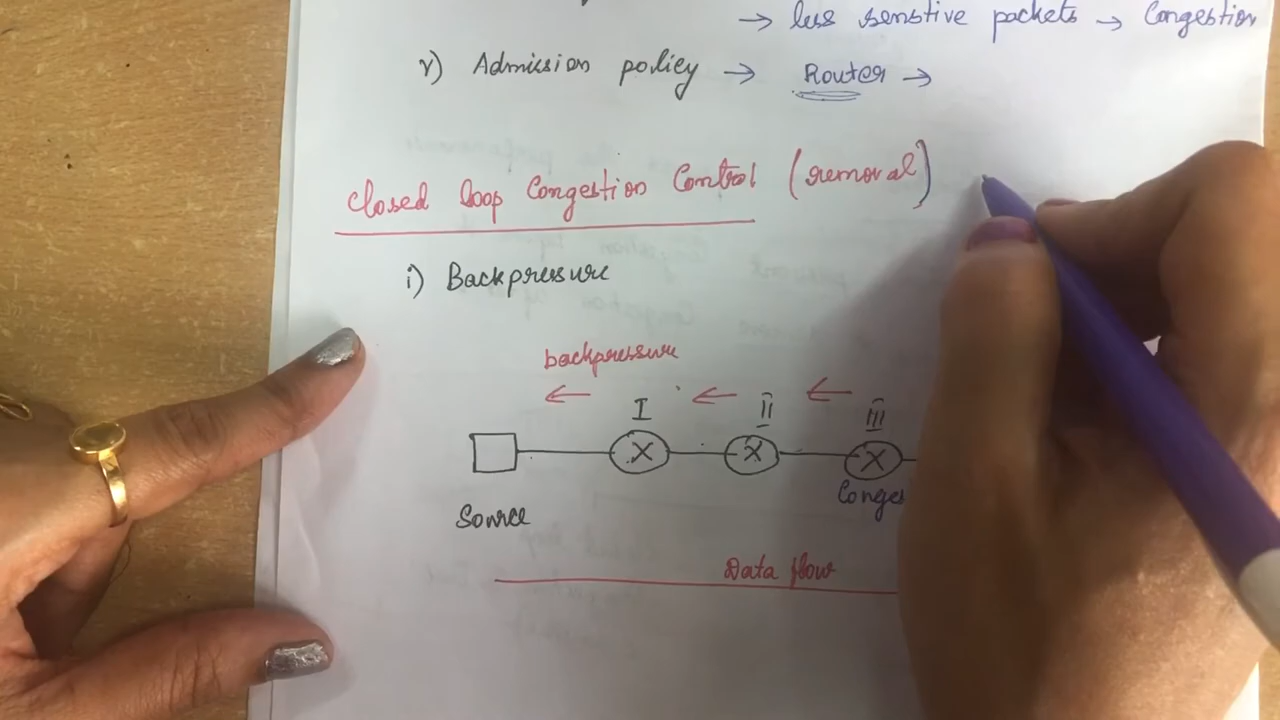 → less senstive packets → Congestion
v) Admission policy → Router →
Closed loop Congestion Control (removal)
i) Backpressure
backpressure
← ← ←
I II III
X X X
Conges
Source
Data flow